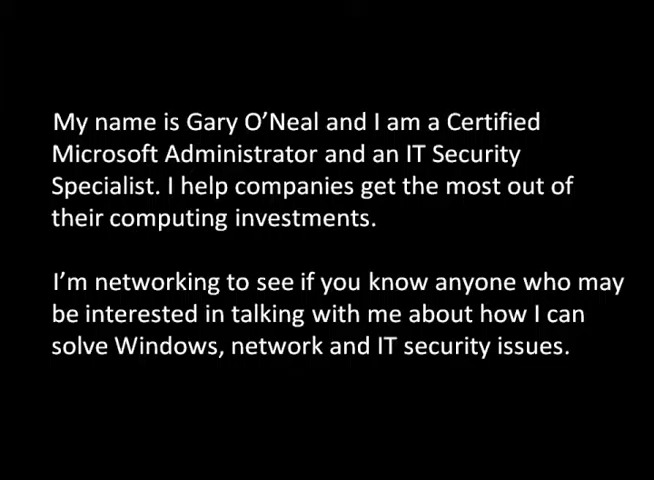 My name is Gary O’Neal and I am a Certified
Microsoft Administrator and an IT Security
Specialist. I help companies get the most out of
their computing investments.
I’m networking to see if you know anyone who may
be interested in talking with me about how I can
solve Windows, network and IT security issues.